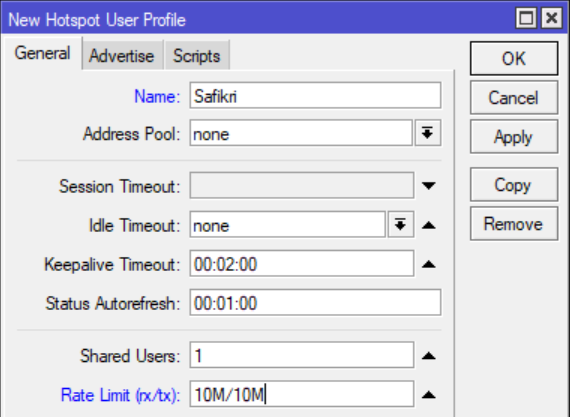 New Hotspot User Profile
General Advertise Scripts
OK
Name: Safikri
Cancel
Address Pool: none
Apply
Session Timeout:
Copy
Idle Timeout: none
Remove
Keepalive Timeout: 00:02:00
Status Autorefresh: 00:01:00
Shared Users: 1
Rate Limit (rx/tx): 10M/10M